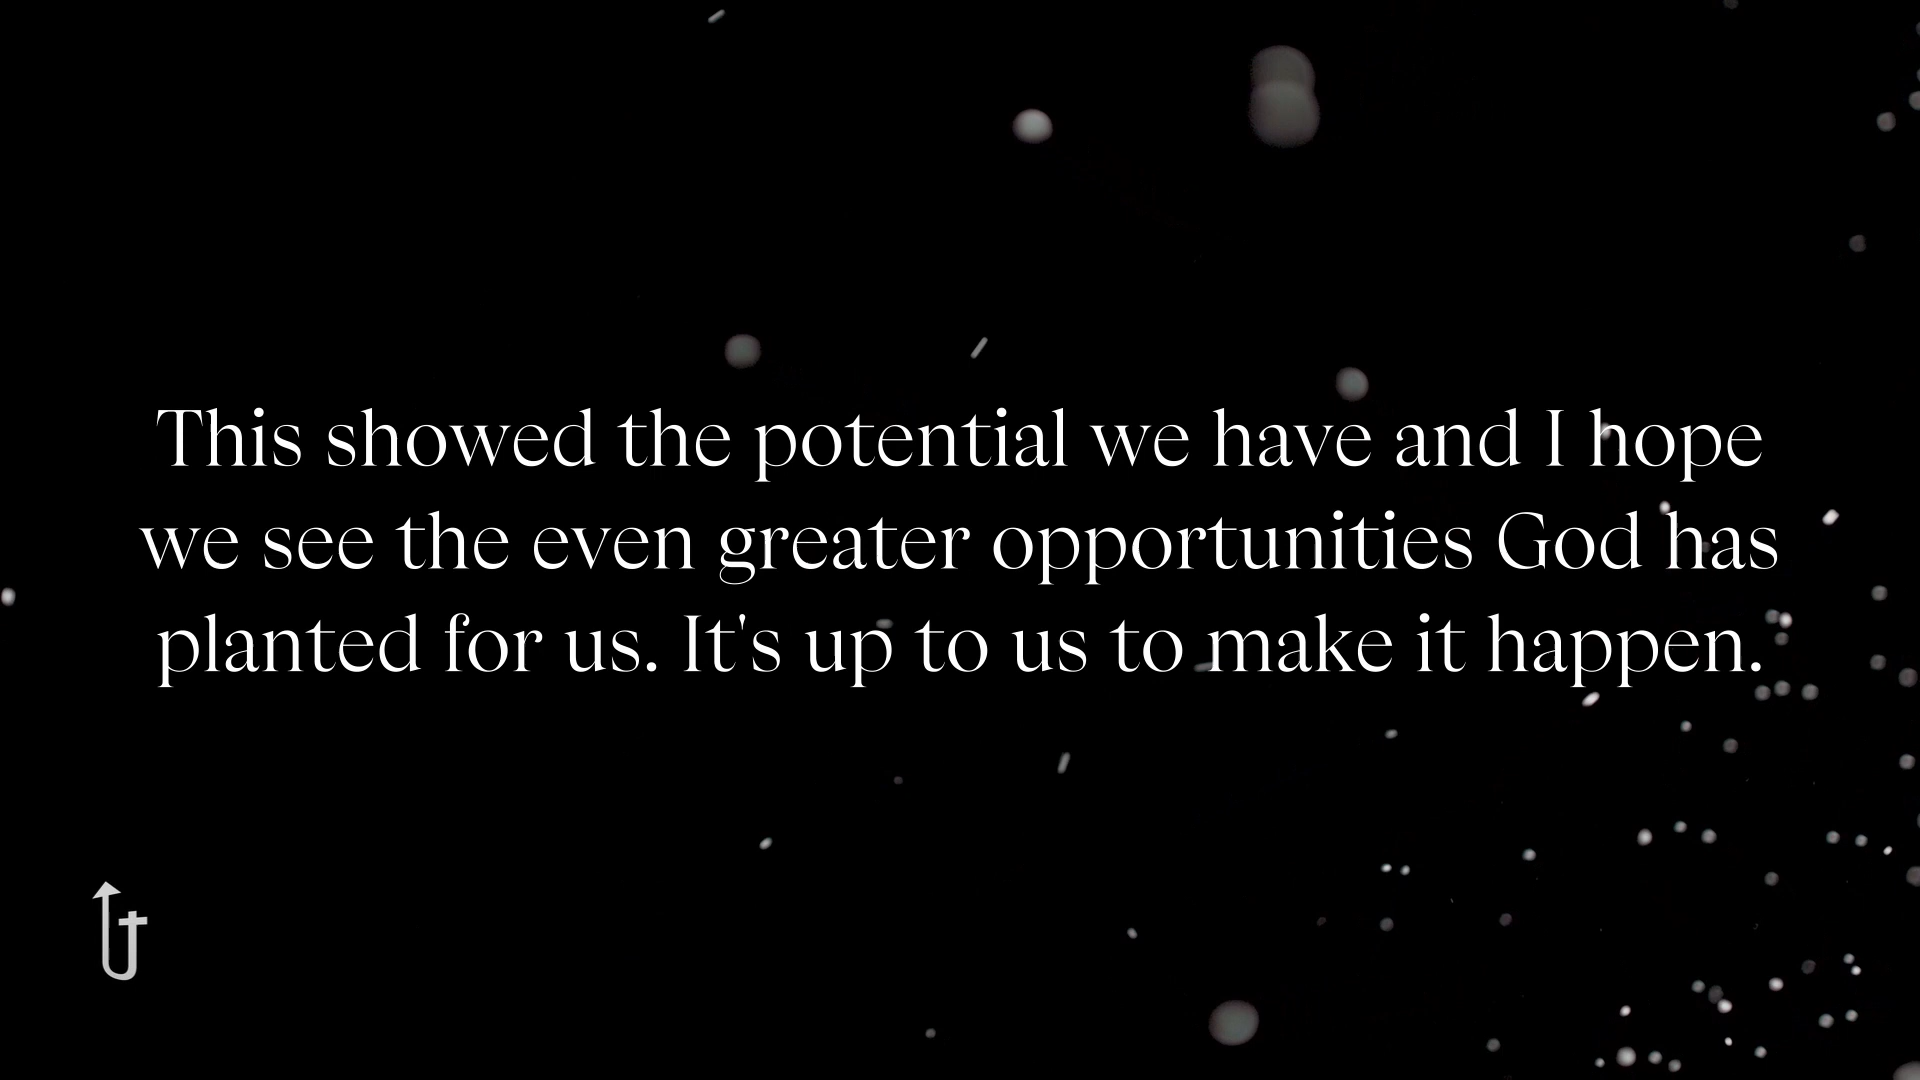 This showed the potential we have and I hope
we see the even greater opportunities God has
planted for us. It's up to us to make it happen.